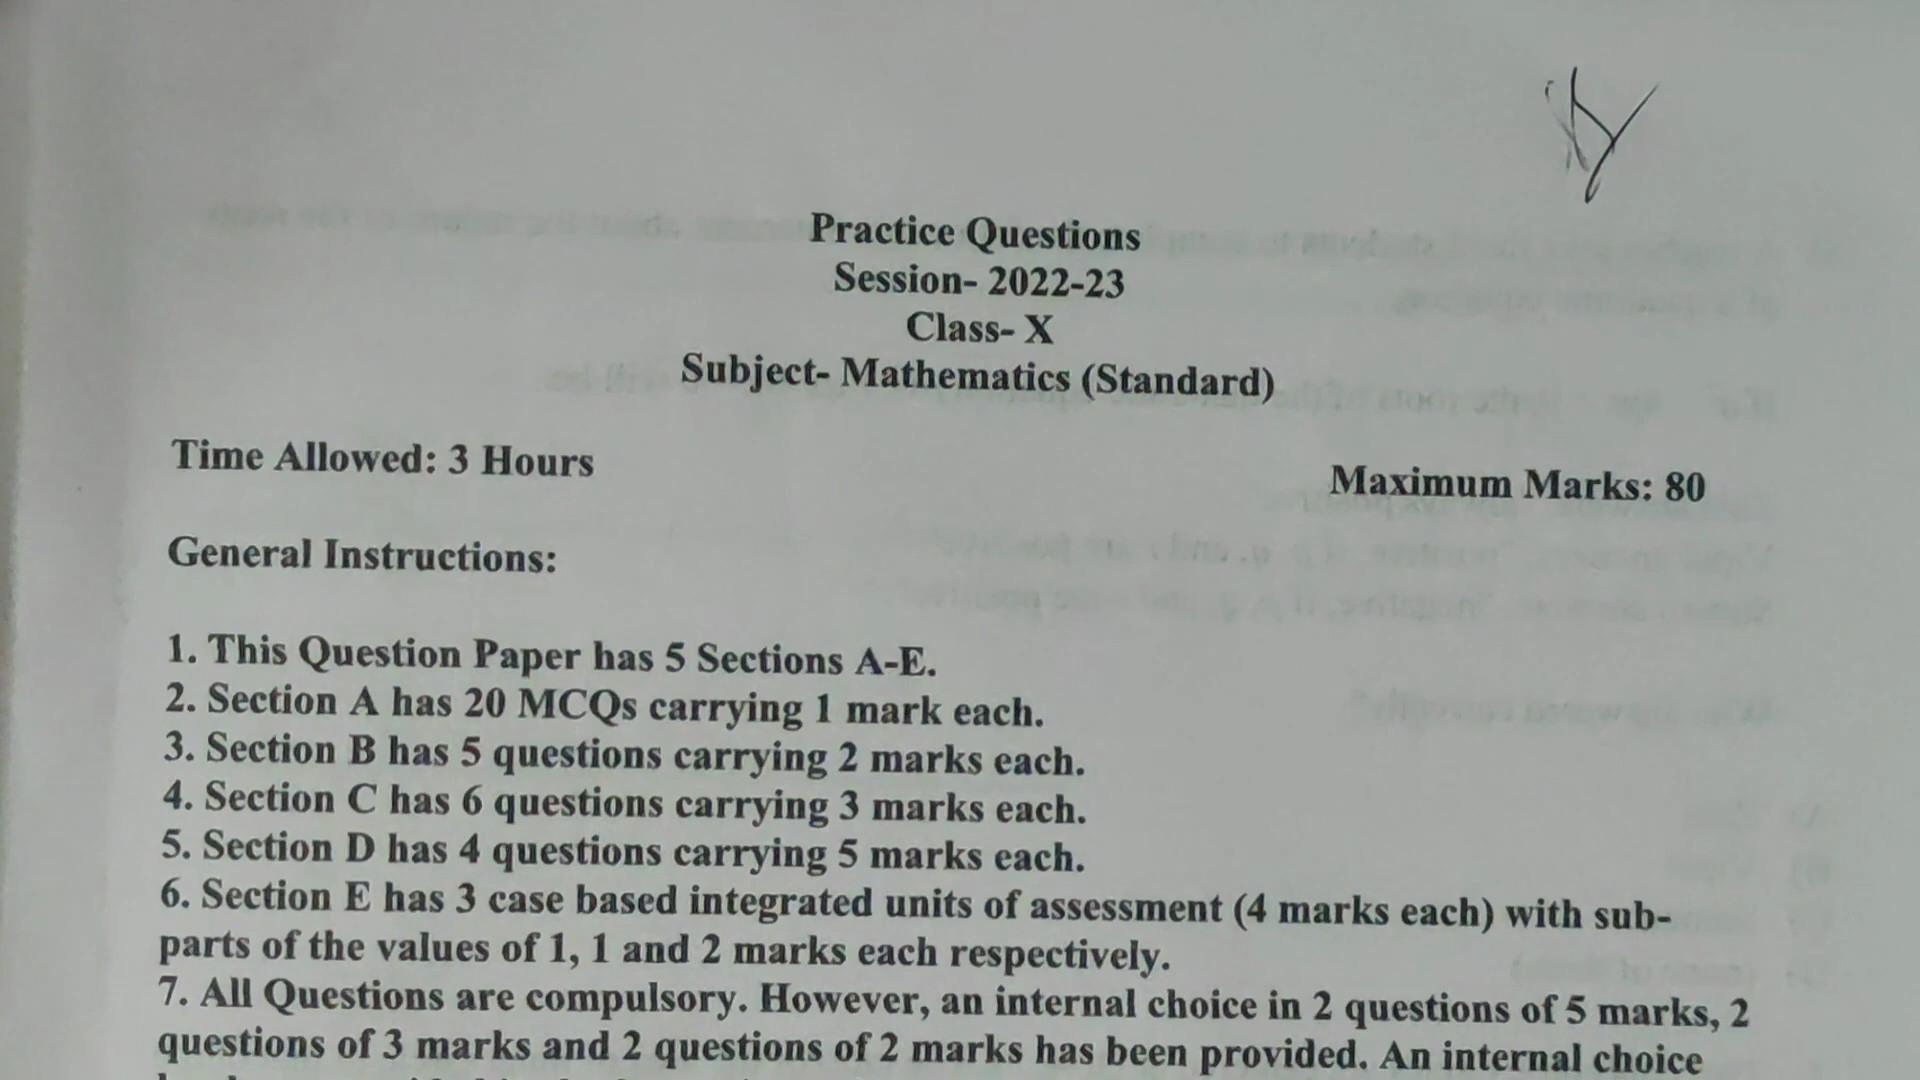 Practice Questions
Session- 2022-23
Class- X
Subject- Mathematics (Standard)
Time Allowed: 3 Hours
Maximum Marks: 80
General Instructions:
1. This Question Paper has 5 Sections A-E.
2. Section A has 20 MCQs carrying 1 mark each.
3. Section B has 5 questions carrying 2 marks each.
4. Section C has 6 questions carrying 3 marks each.
5. Section D has 4 questions carrying 5 marks each.
6. Section E has 3 case based integrated units of assessment (4 marks each) with sub-
parts of the values of 1, 1 and 2 marks each respectively.
7. All Questions are compulsory. However, an internal choice in 2 questions of 5 marks, 2
questions of 3 marks and 2 questions of 2 marks has been provided. An internal choice